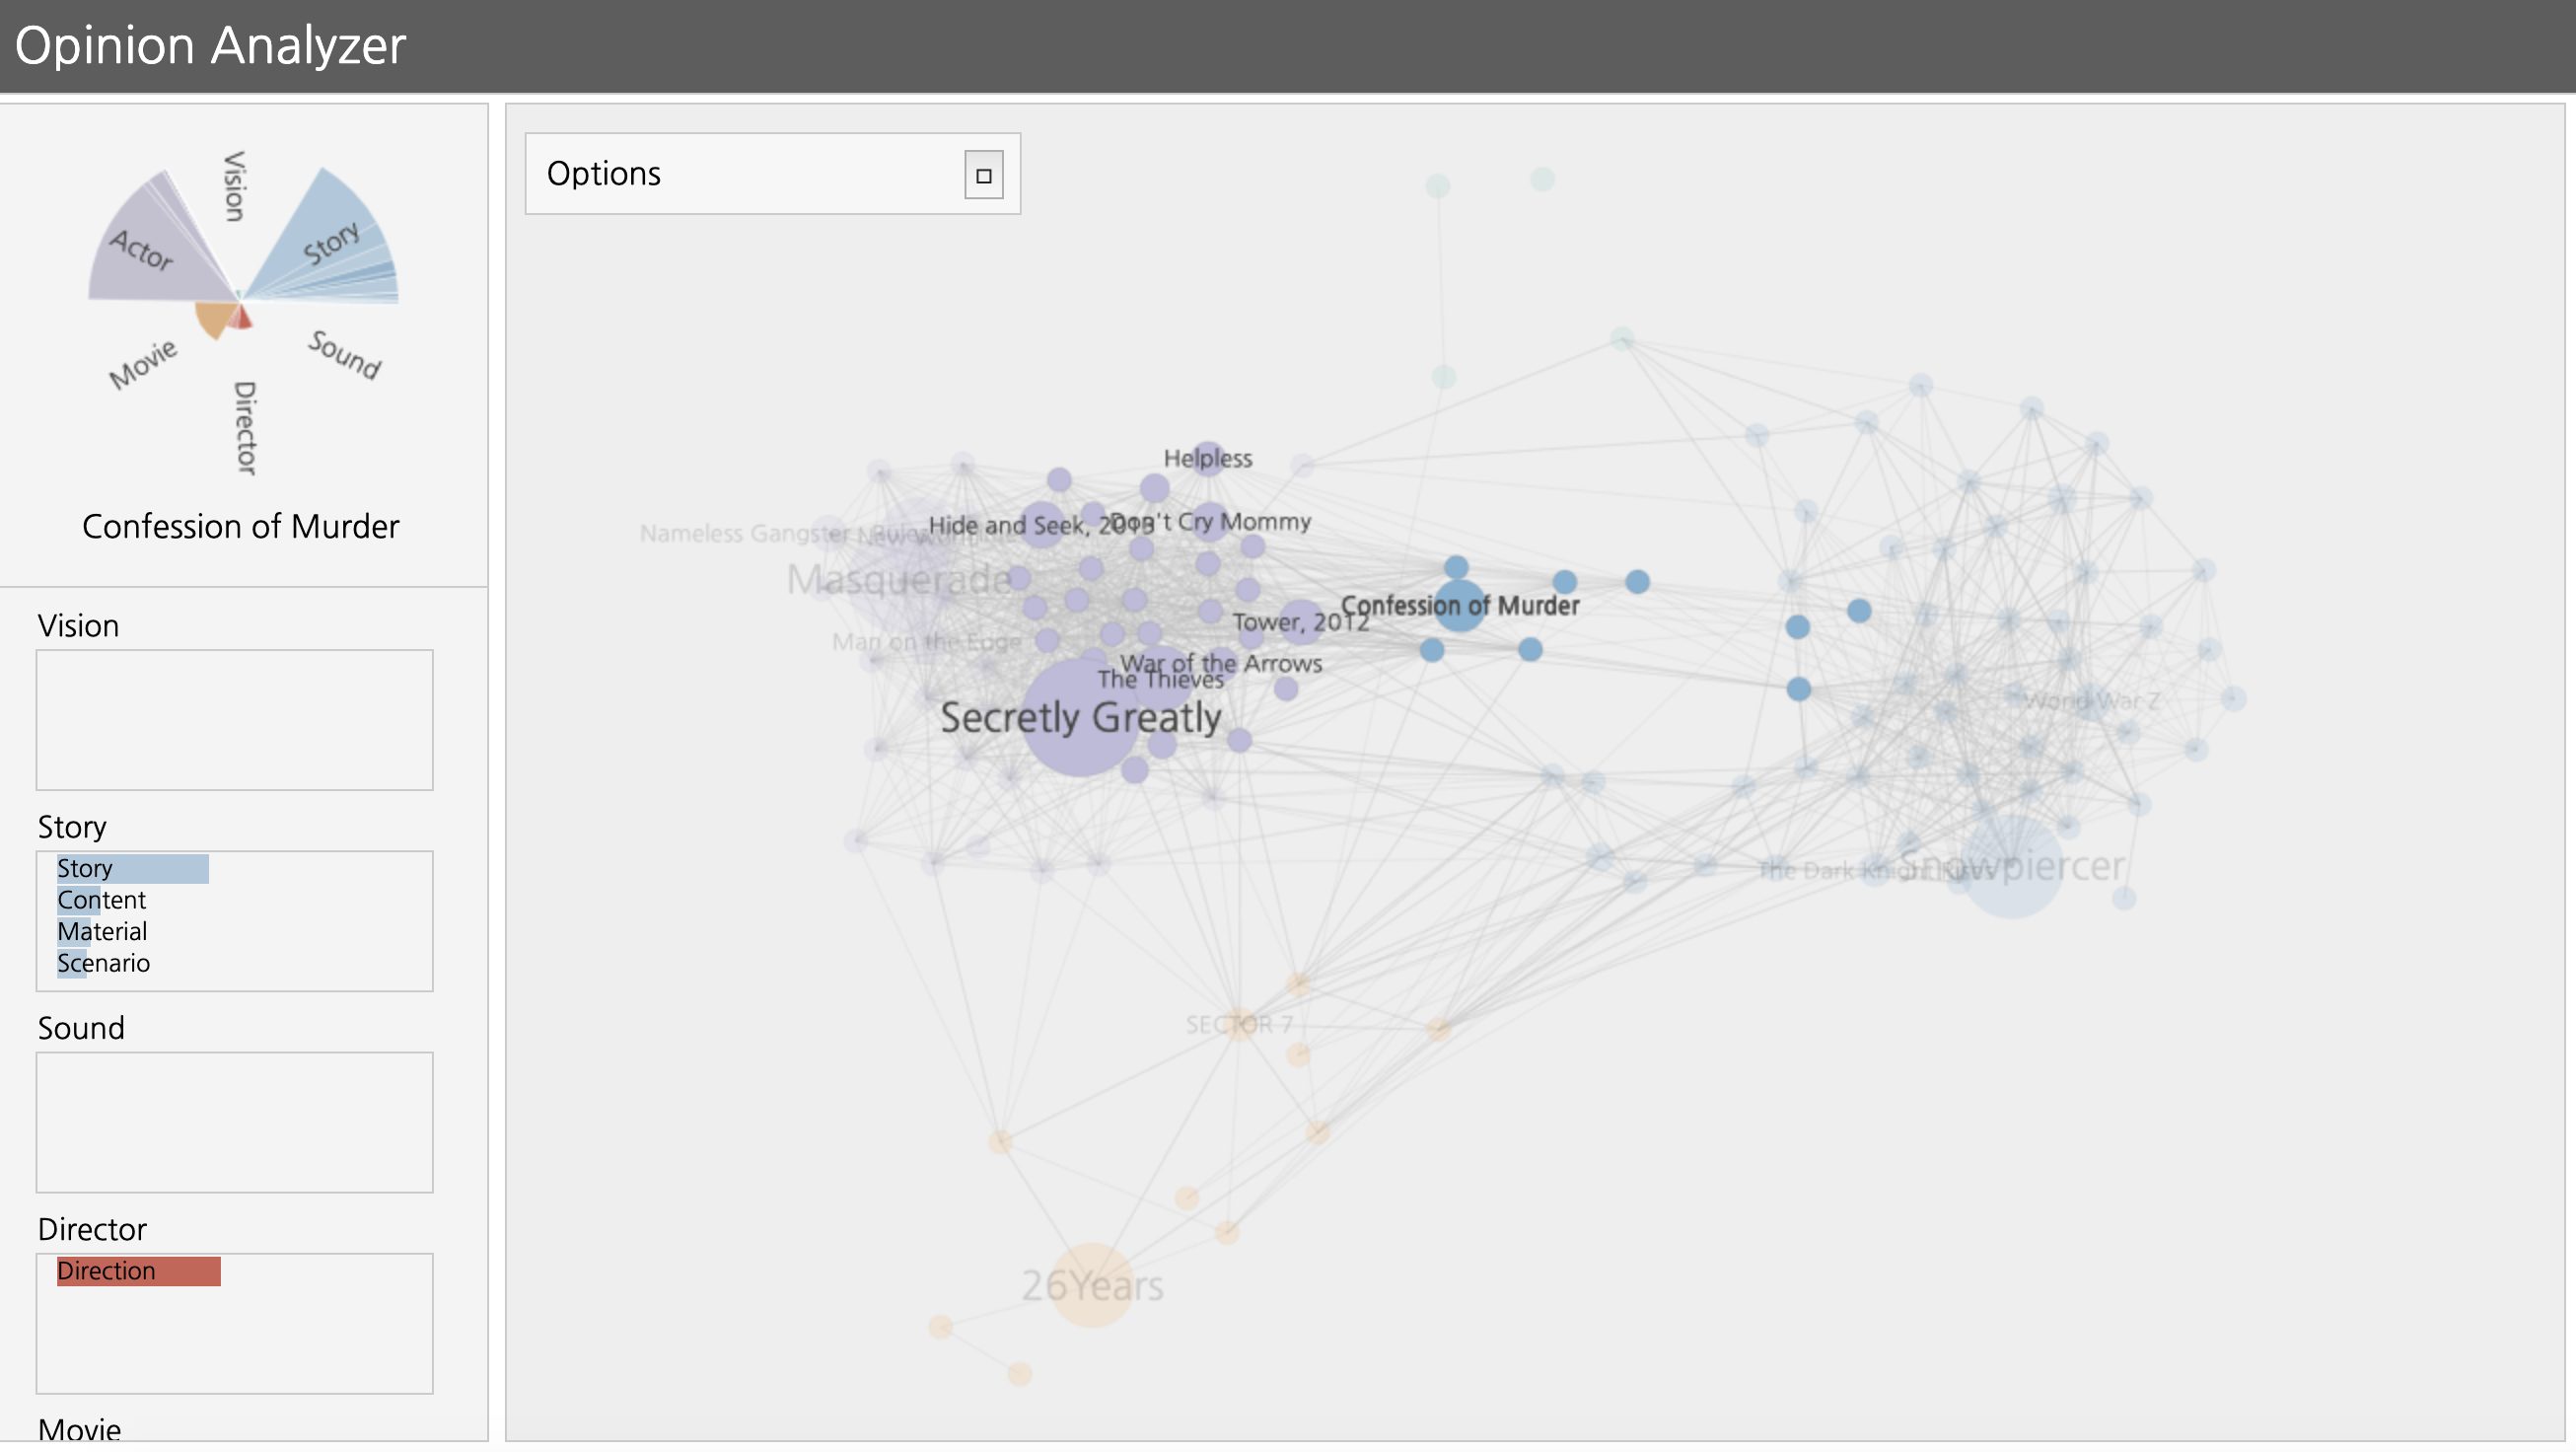 Opinion Analyzer
Vision
Actor
Story
Movie
Sound
Director
Confession of Murder
Vision
Story
Story
Content
Material
Scenario
Sound
Director
Direction
Movie
Options
Helpless
Hide and Seek, 2013
Don't Cry Mommy
Nameless Gangster
Masquerade
Confession of Murder
Tower, 2012
Man on the Edge
War of the Arrows
The Thieves
World War Z
Secretly Greatly
The Dark Knight Rises
Snowpiercer
SECTOR 7
26Years